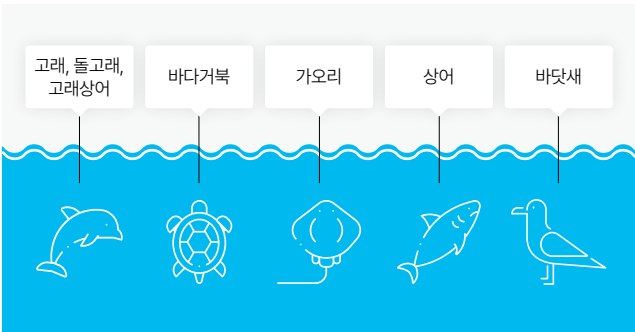 고래, 돌고래,
고래상어
바다거북
가오리
상어
바닷새